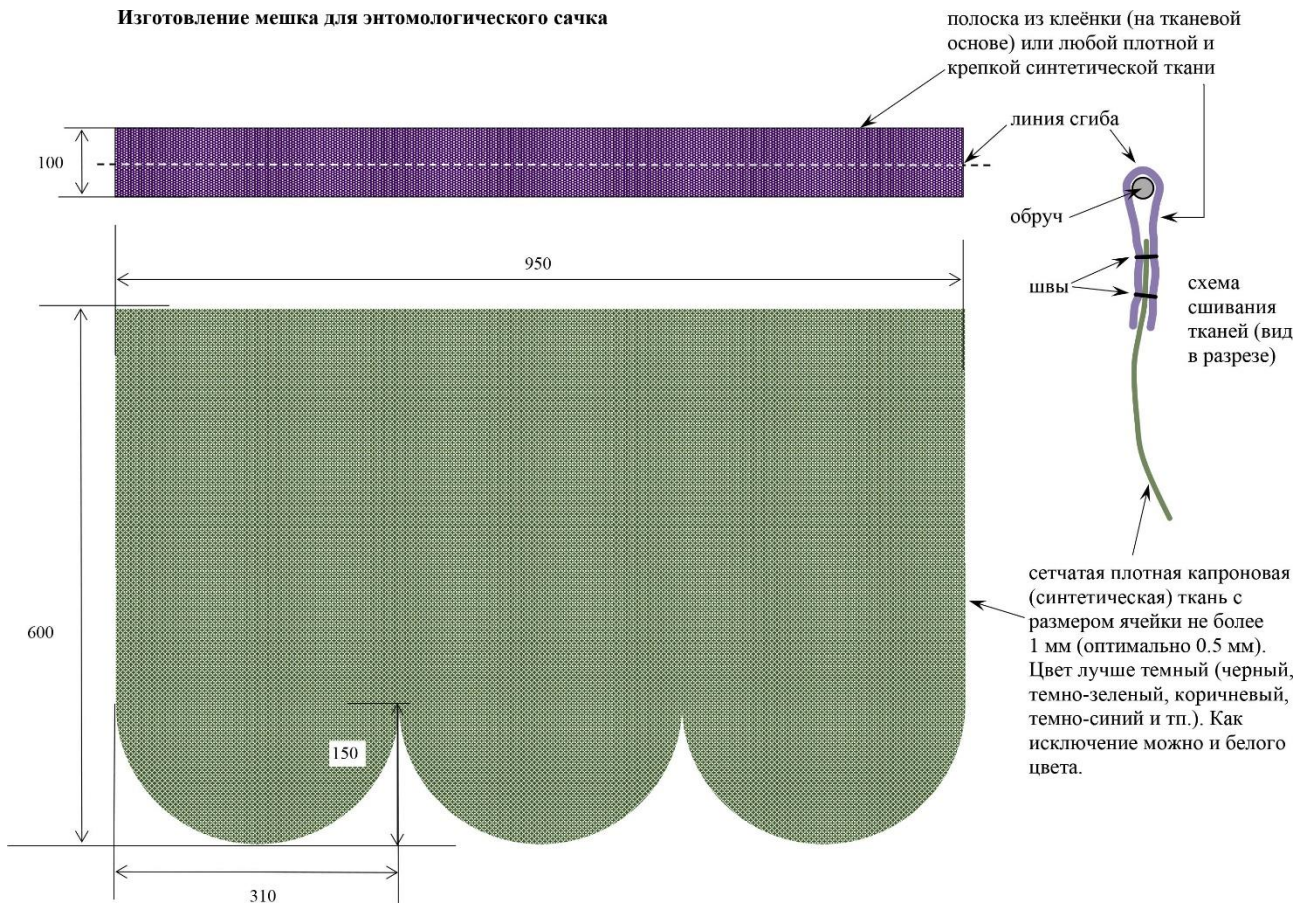 Изготовление мешка для энтомологического сачка
полоска из клеёнки (на тканевой
основе) или любой плотной и
крепкой синтетической ткани
линия сгиба
100
обруч
950
швы
схема
сшивания
тканей (вид
в разрезе)
сетчатая плотная капроновая
(синтетическая) ткань с
размером ячейки не более
1 мм (оптимально 0.5 мм).
Цвет лучше темный (черный,
темно-зеленый, коричневый,
темно-синий и тп.). Как
исключение можно и белого
цвета.
600
150
310